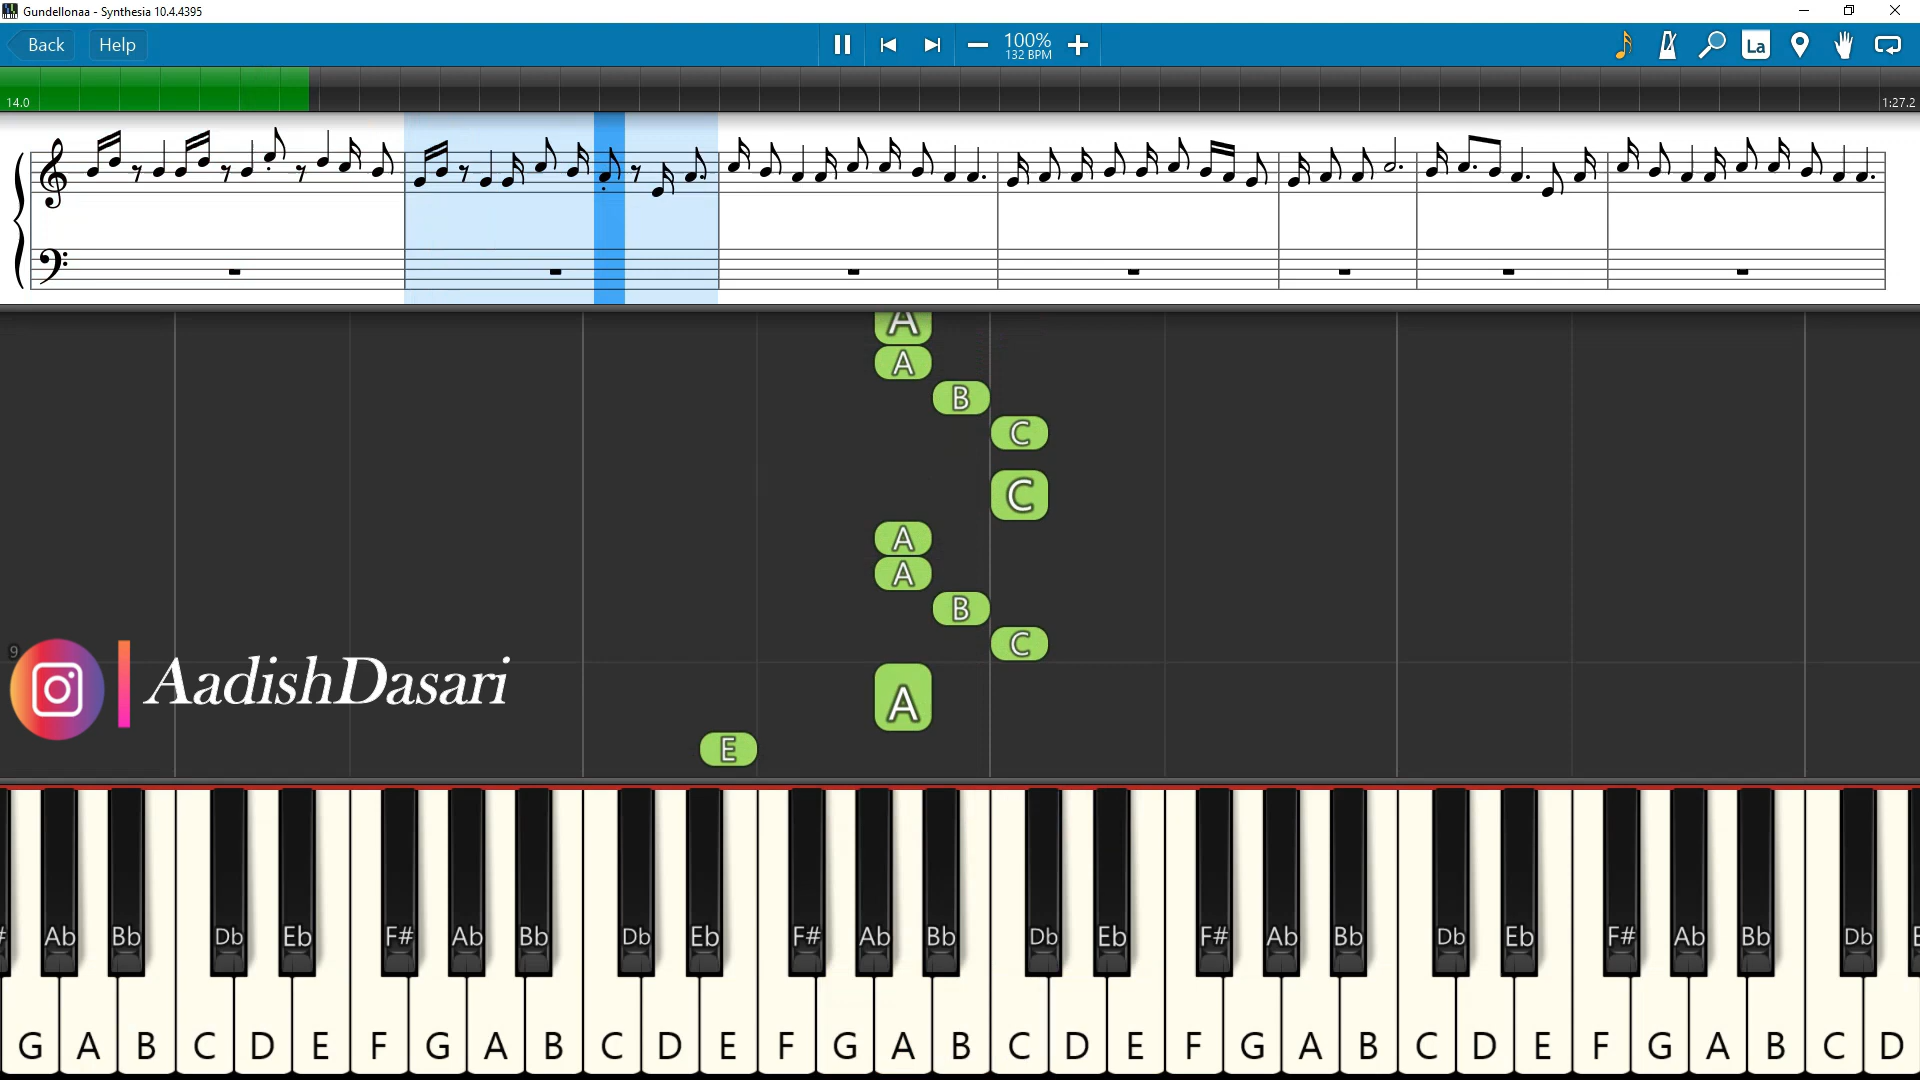 Gundellonaa - Synthesia 10.4.4395
Back Help 100% La
132 BPM
14.0 1:27.2
A
A
B
C
C
A
A
B
C
9
AadishDasari
A
E
Ab Bb Db Eb F# Ab Bb Db Eb F# Ab Bb Db Eb F# Ab Bb Db Eb F# Ab Bb Db
G A B C D E F G A B C D E F G A B C D E F G A B C D E F G A B C D